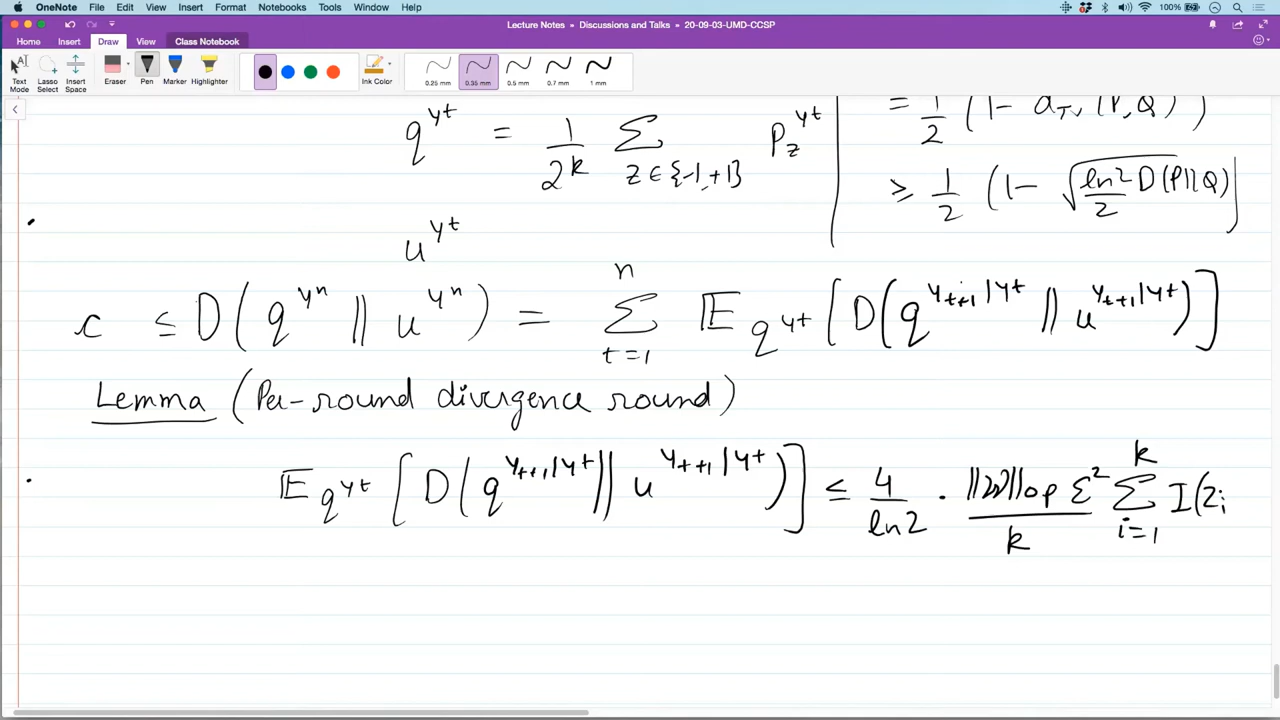 OneNote File Edit View Insert Format Notebooks Tools Window Help 100%
Lecture Notes » Discussions and Talks » 20-09-03-UMD-CCSP
Home Insert Draw View Class Notebook
Text Mode Lasso Select Insert Space Eraser Pen Marker Highlighter 0.25 mm 0.35 mm 0.5 mm 0.7 mm 1 mm Ink Color
= 1/2 (1 - d_TV (P,Q))
q^{y^t} = 1/2^k Σ_{z∈{-1,+1}} p_z^{y^t}
≥ 1/2 (1 - √(ln2/2 D(P||Q))
u^{y^t}
c ≤ D(q^{y^n} || u^{y^n}) = Σ_{t=1}^{n} 𝔼_{q^{y^t}} [D(q^{y_{t+1}|y^t} || u^{y_{t+1}|y^t})]
Lemma (Per-round divergence round)
𝔼_{q^{y^t}} [D(q^{y_{t+1}|y^t} || u^{y_{t+1}|y^t})] ≤ 4/ln2 · ||𝒲||_op ε²/k Σ_{i=1}^{k} I(Z_i